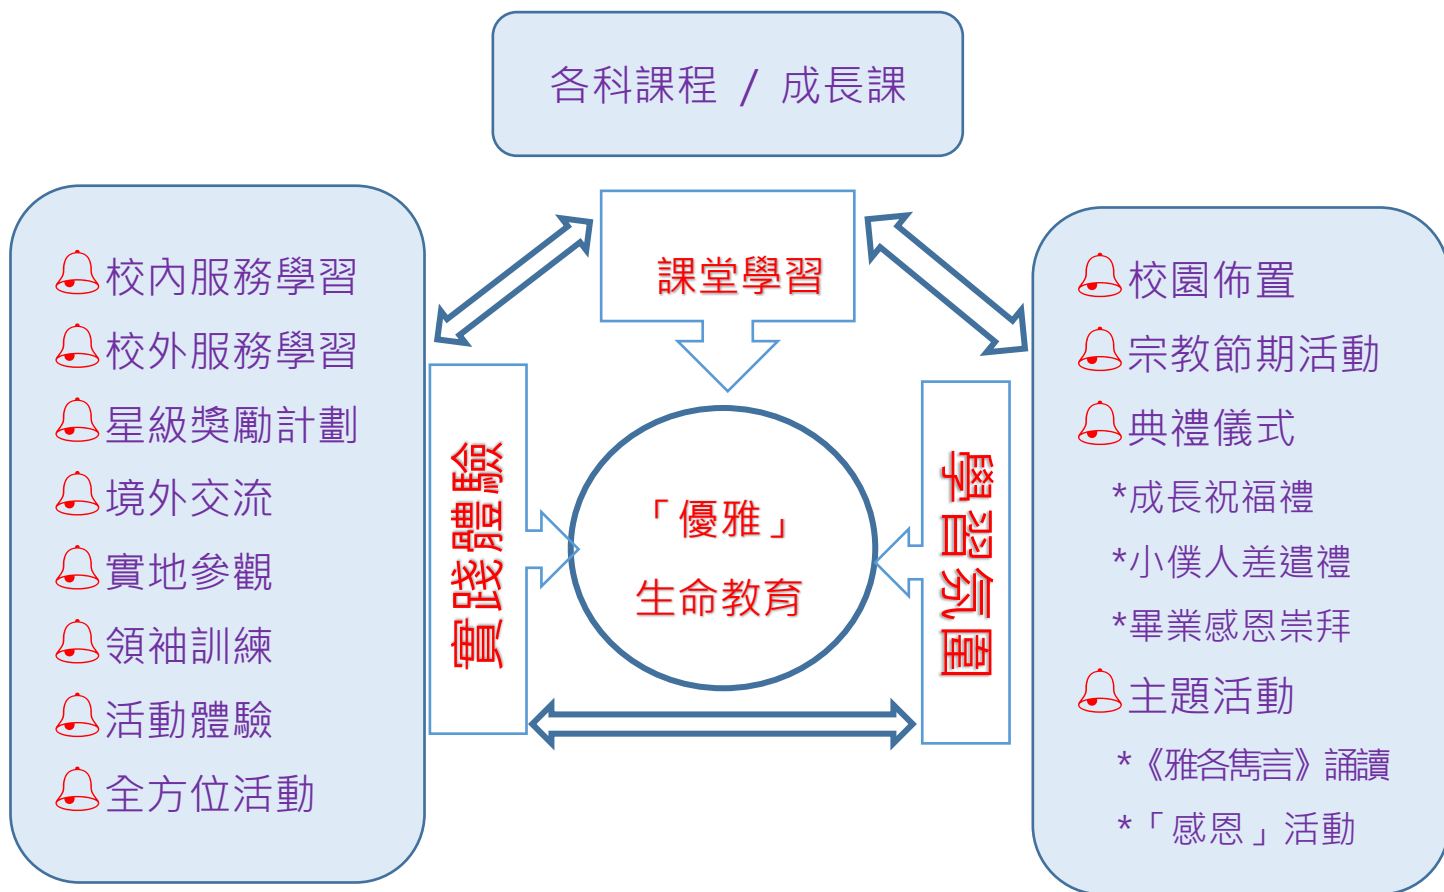 各科課程 / 成長課
課堂學習
校內服務學習
校外服務學習
星級獎勵計劃
境外交流
實地參觀
領袖訓練
活動體驗
全方位活動
實踐體驗
「優雅」
生命教育
學習氛圍
校園佈置
宗教節期活動
典禮儀式
*成長祝福禮
*小僕人差遣禮
*畢業感恩崇拜
主題活動
*《雅各雋言》誦讀
*「感恩」活動